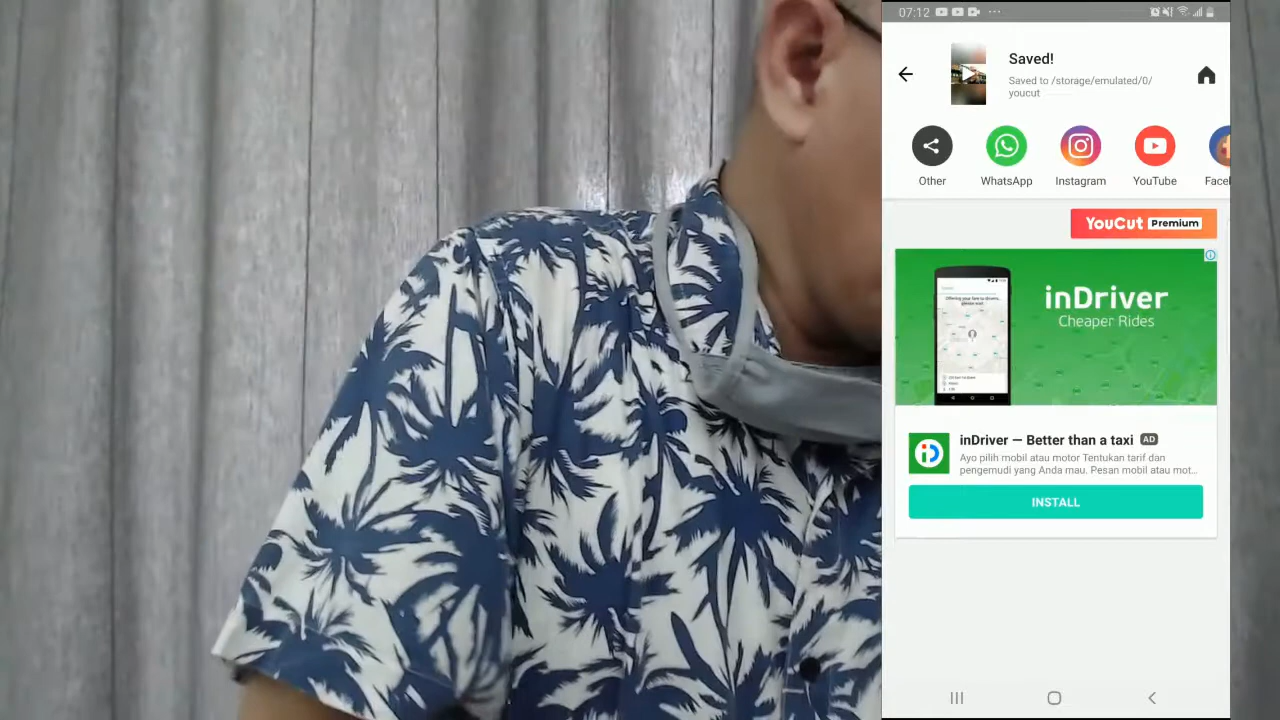 07:12
Saved!
Saved to /storage/emulated/0/
youcut
Other
WhatsApp
Instagram
YouTube
Face
YouCut Premium
inDriver
Cheaper Rides
inDriver — Better than a taxi AD
Ayo pilih mobil atau motor Tentukan tarif dan
pengemudi yang Anda mau. Pesan mobil atau mot...
INSTALL